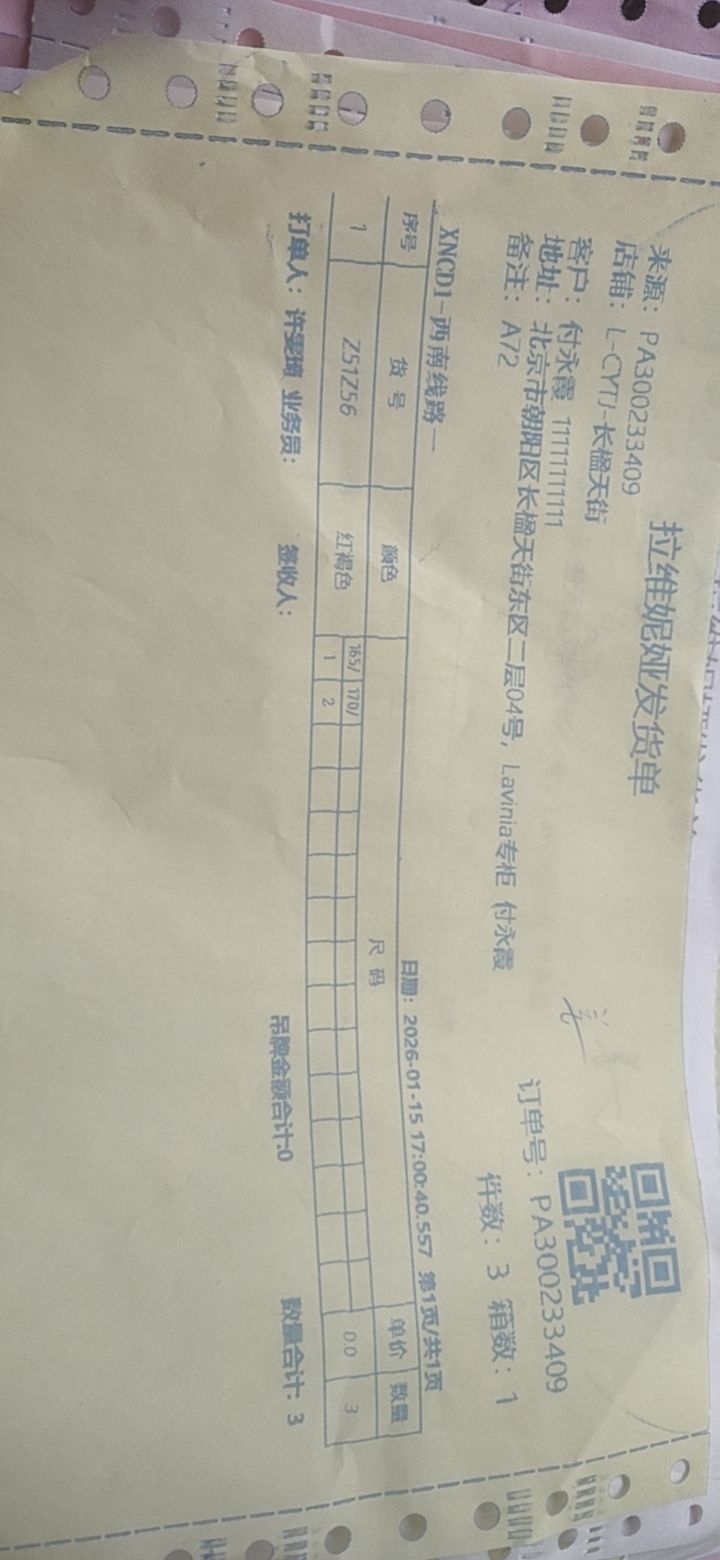 拉维妮娅发货单
来源：PA300233409
店铺：L-CYTJ-长楹天街
订单号：PA300233409
客户：付永霞 11111111111
地址：北京市朝阳区长楹天街东区二层04号，Lavinia专柜 付永霞
件数：3 箱数：1
备注：A72
XNCD1-西南线路一
日期：2026-01-15 17:00:40.557 第1页/共1页
序号 货号 颜色 尺码 单价 数量
165/ 170/
1 Z51Z56 红褐色 1 2 0.0 3
打单人：许雯琦 业务员： 签收人： 吊牌金额合计:0 数量合计: 3